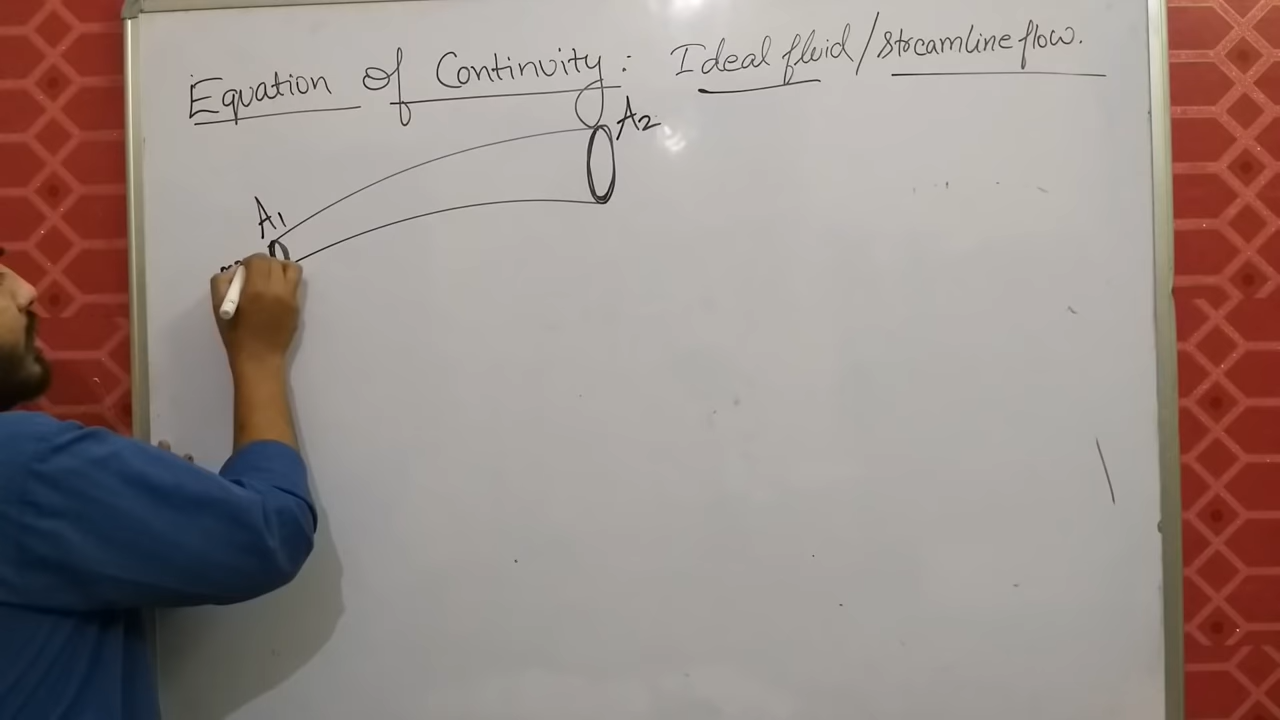 Equation of Continuity : Ideal fluid / streamline flow.
A2
A1